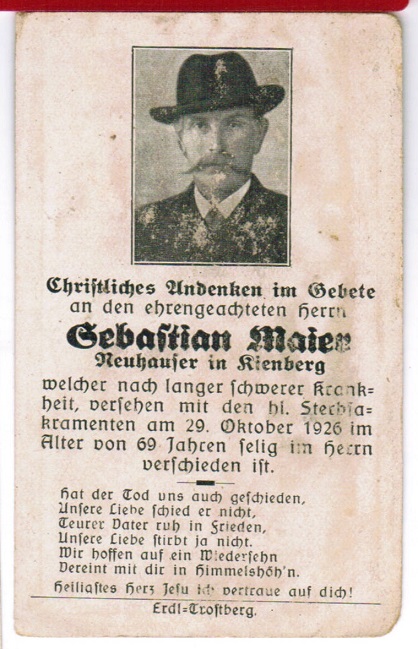 Chriſtliches Andenken im Gebete
an den ehrengeachteten Herrn
Sebaſtian Maier
Neuhauſer in Kienberg
welcher nach langer ſchwerer Krank=
heit, verſehen mit den hl. Sterbſa=
kramenten am 29. Oktober 1926 im
Alter von 69 Jahren ſelig im Herrn
verſchieden iſt.
Hat der Tod uns auch geſchieden,
Unſere Liebe ſchied er nicht,
Teurer Vater ruh in Frieden,
Unſere Liebe ſtirbt ja nicht.
Wir hoffen auf ein Wiederſehn
Vereint mit dir in Himmelshöh'n.
Heiligſtes Herz Jeſu ich vertraue auf dich!
Erdl=Troſtberg.